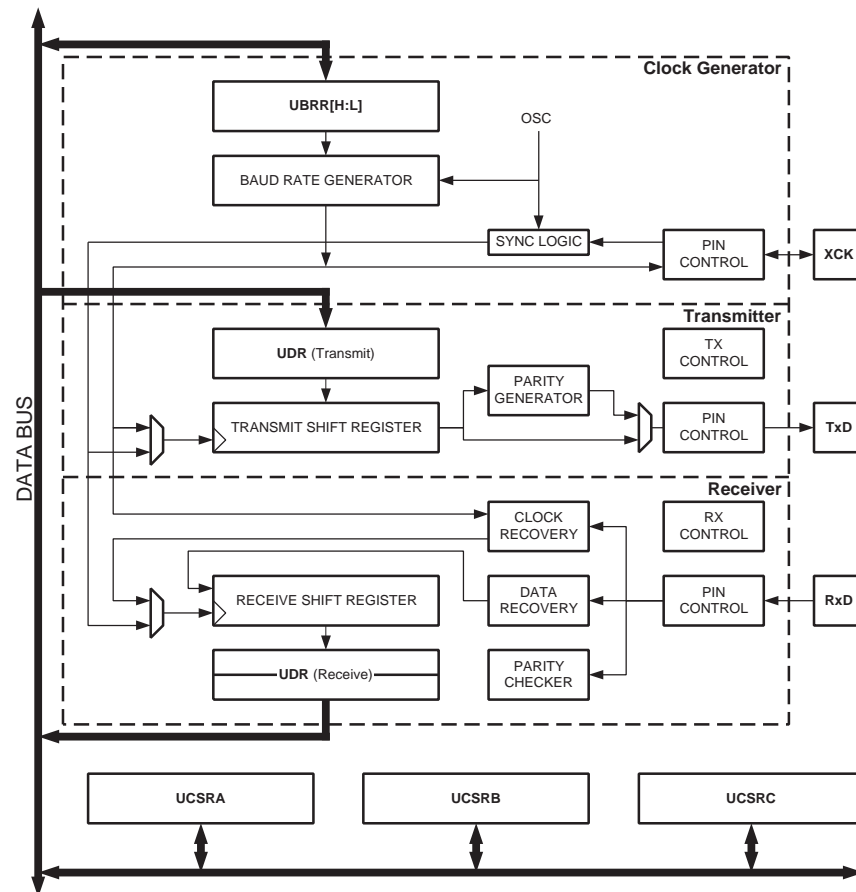 Clock Generator
UBRR[H:L]
OSC
BAUD RATE GENERATOR
SYNC LOGIC
PIN
CONTROL
XCK
Transmitter
UDR (Transmit)
TX
CONTROL
PARITY
GENERATOR
TRANSMIT SHIFT REGISTER
PIN
CONTROL
TxD
DATA BUS
Receiver
CLOCK
RECOVERY
RX
CONTROL
RECEIVE SHIFT REGISTER
DATA
RECOVERY
PIN
CONTROL
RxD
UDR (Receive)
PARITY
CHECKER
UCSRA
UCSRB
UCSRC